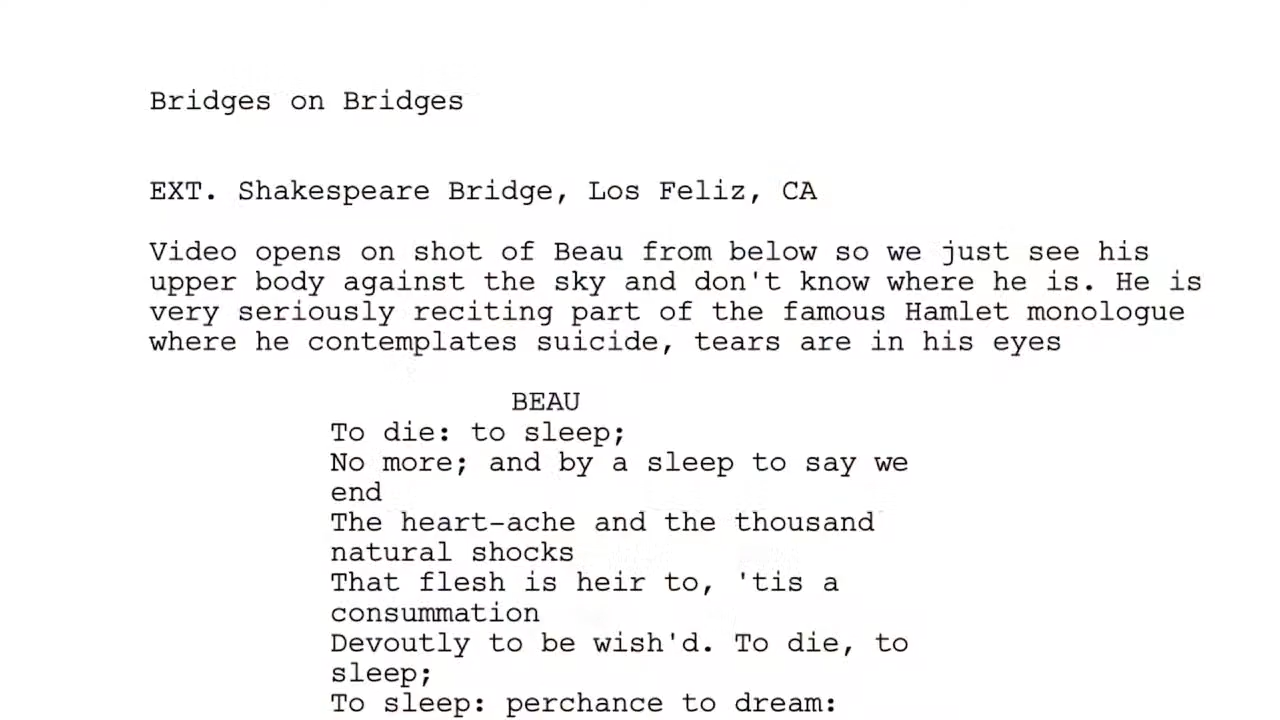 Bridges on Bridges
EXT. Shakespeare Bridge, Los Feliz, CA
Video opens on shot of Beau from below so we just see his
upper body against the sky and don't know where he is. He is
very seriously reciting part of the famous Hamlet monologue
where he contemplates suicide, tears are in his eyes
BEAU
To die: to sleep;
No more; and by a sleep to say we
end
The heart-ache and the thousand
natural shocks
That flesh is heir to, 'tis a
consummation
Devoutly to be wish'd. To die, to
sleep;
To sleep: perchance to dream: